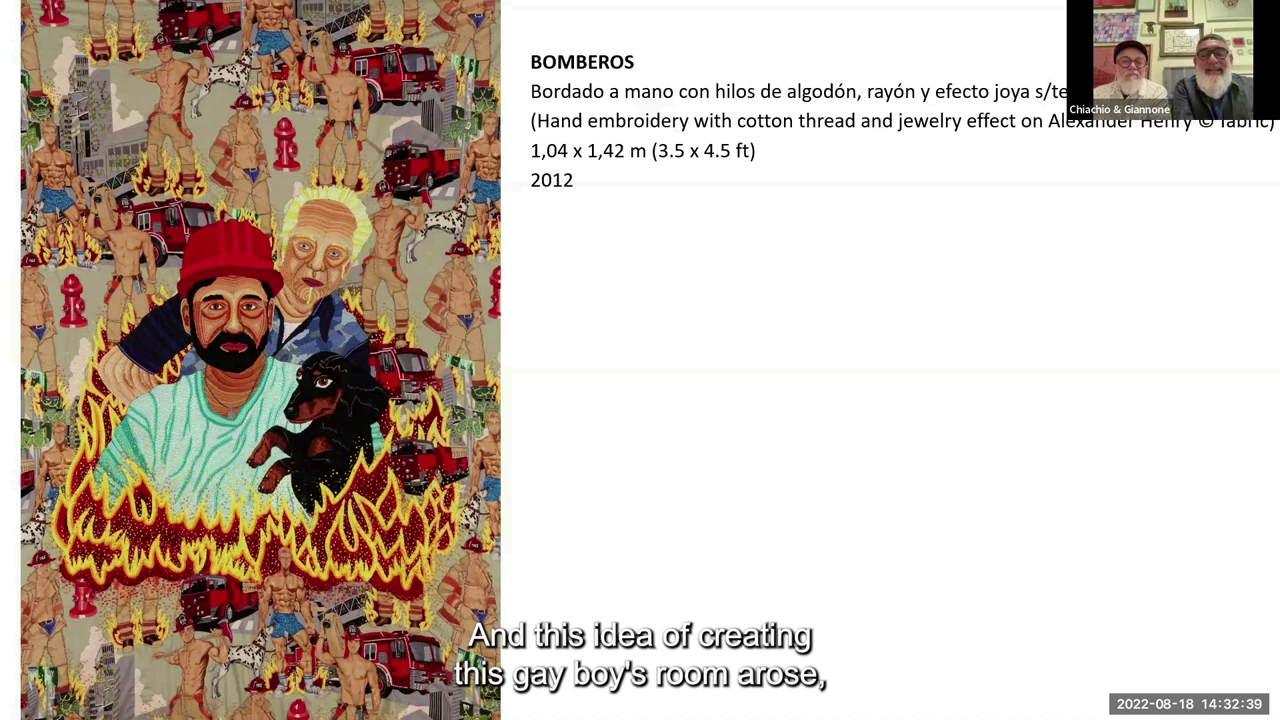 BOMBEROS
Bordado a mano con hilos de algodón, rayón y efecto joya s/te
(Hand embroidery with cotton thread and jewelry effect on Alexander Henry © fabric)
1,04 x 1,42 m (3.5 x 4.5 ft)
2012
Chiachio & Giannone
And this idea of creating
this gay boy's room arose,
2022-08-18 14:32:39